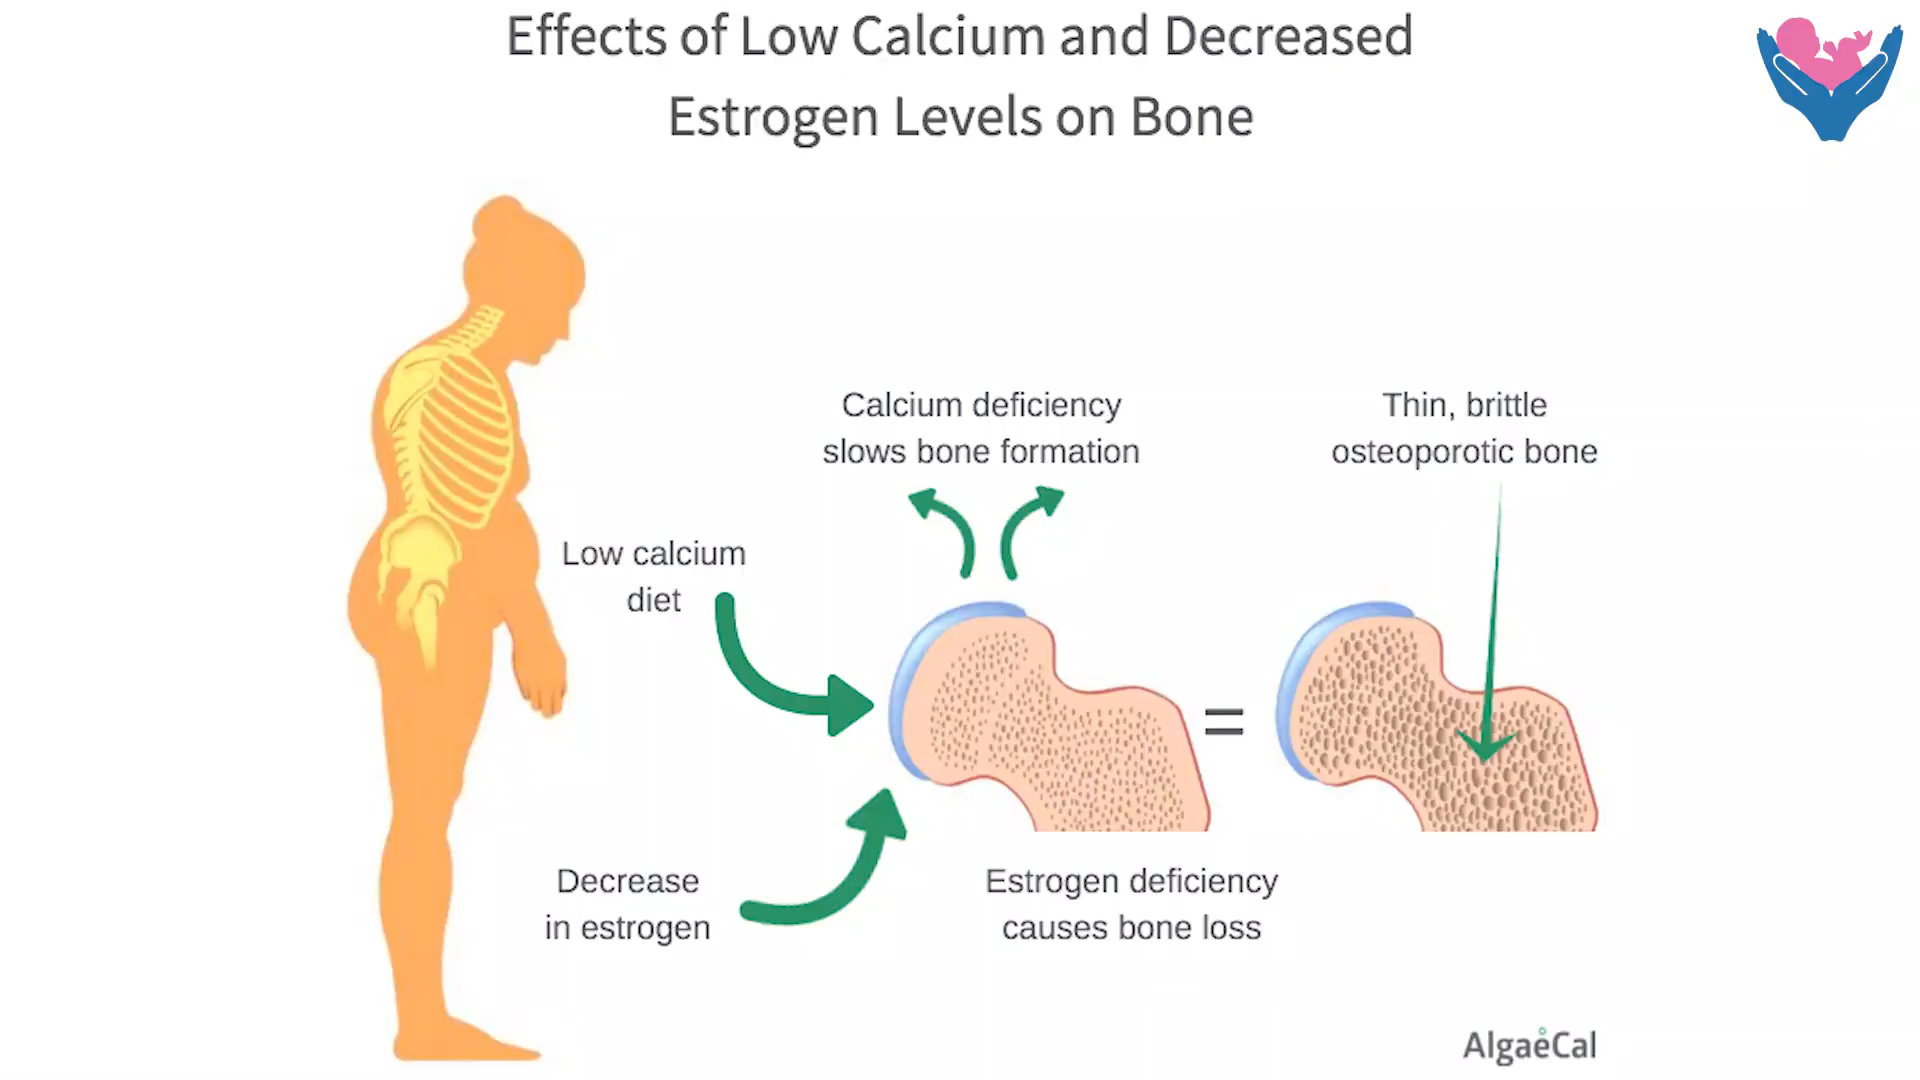 Effects of Low Calcium and Decreased
Estrogen Levels on Bone
Calcium deficiency
slows bone formation
Thin, brittle
osteoporotic bone
Low calcium
diet
=
Decrease
in estrogen
Estrogen deficiency
causes bone loss
AlgaeCal